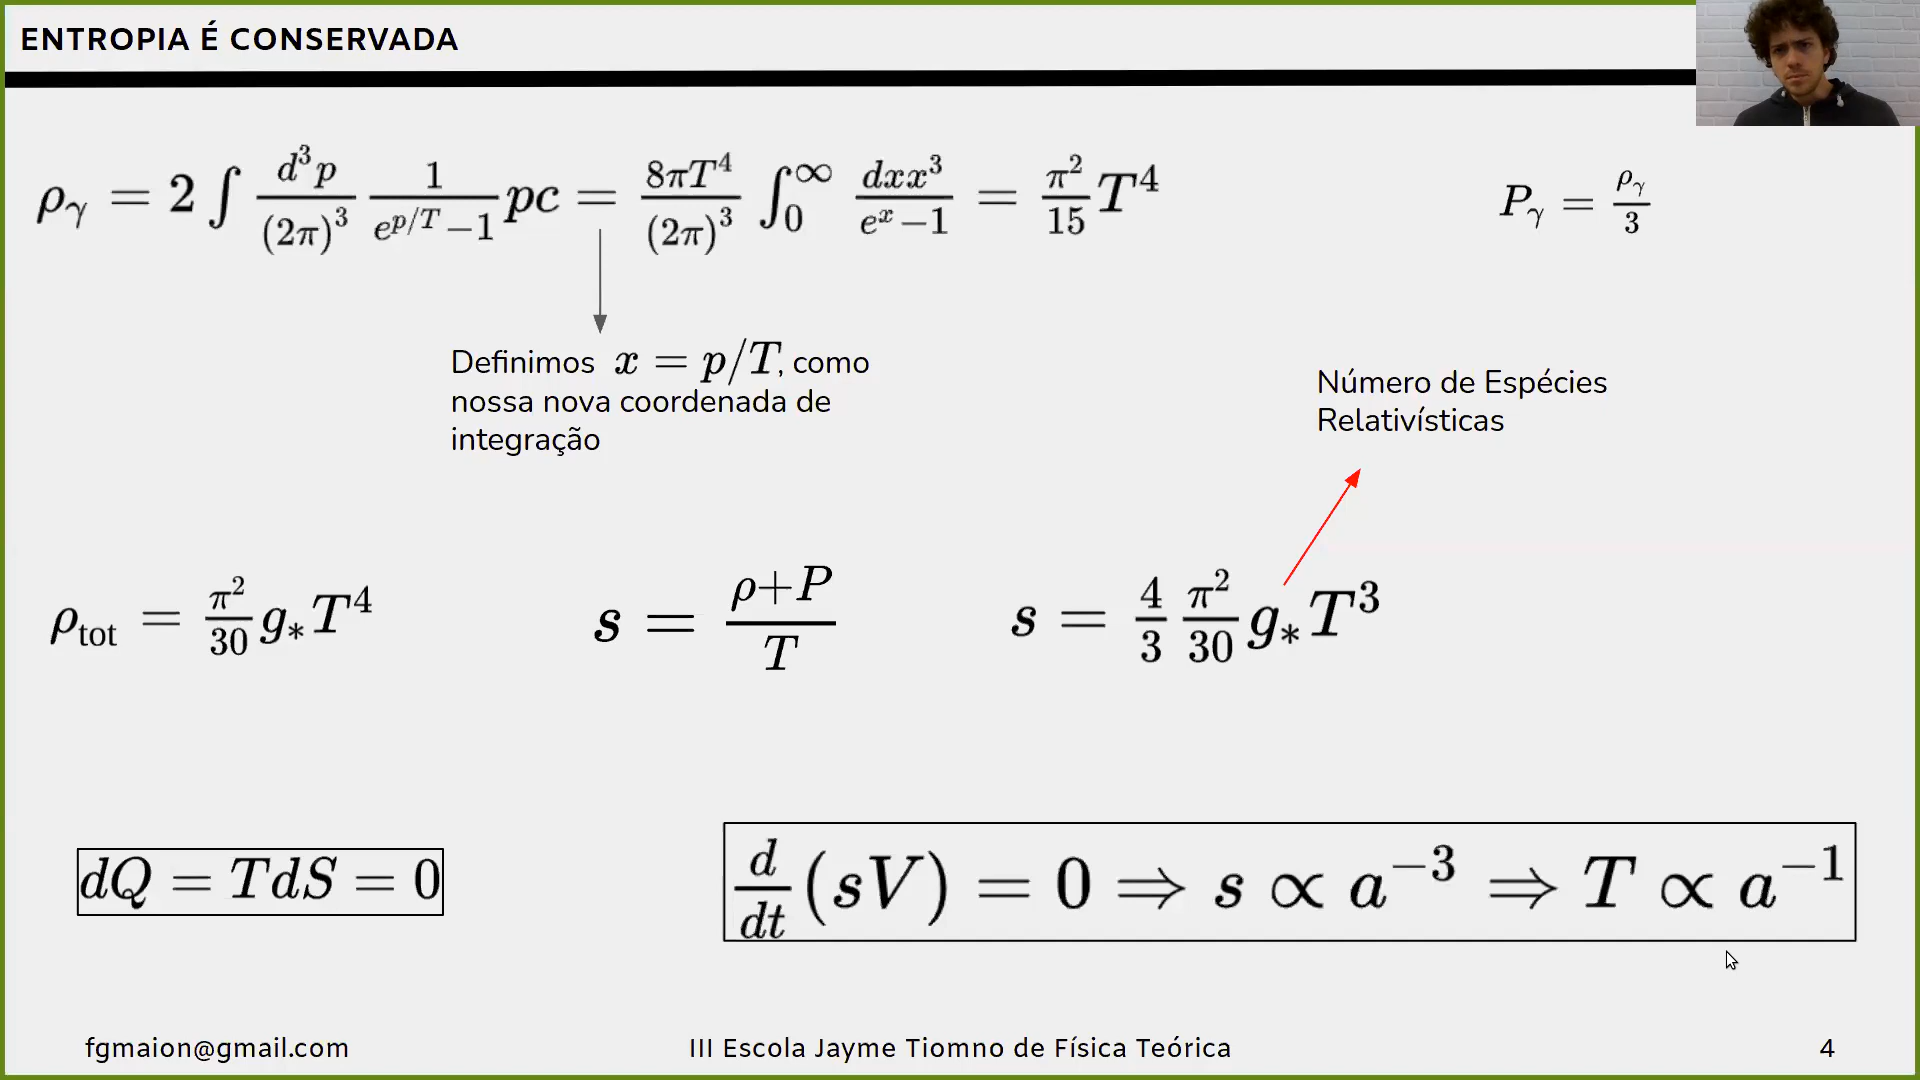 ENTROPIA É CONSERVADA
ρ_γ = 2 ∫ d³p/(2π)³ 1/(e^{p/T} −1) pc = 8πT⁴/(2π)³ ∫₀^∞ dxx³/(e^x −1) = π²/15 T⁴
P_γ = ρ_γ/3
Definimos x = p/T, como
nossa nova coordenada de
integração
Número de Espécies
Relativísticas
ρ_tot = π²/30 g_* T⁴
s = (ρ+P)/T
s = 4/3 π²/30 g_* T³
dQ = TdS = 0
d/dt (sV) = 0 ⇒ s ∝ a⁻³ ⇒ T ∝ a⁻¹
fgmaion@gmail.com
III Escola Jayme Tiomno de Física Teórica
4